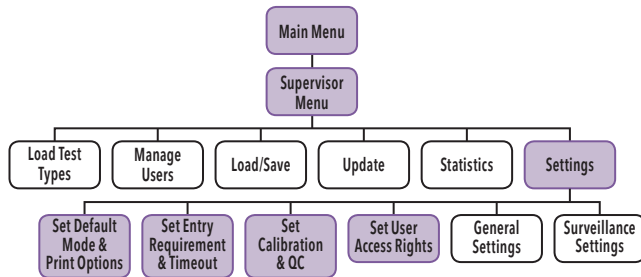 Main Menu
Supervisor
Menu
Load Test
Types
Manage
Users
Load/Save
Update
Statistics
Settings
Set Default
Mode &
Print Options
Set Entry
Requirement
& Timeout
Set
Calibration
& QC
Set User
Access Rights
General
Settings
Surveillance
Settings